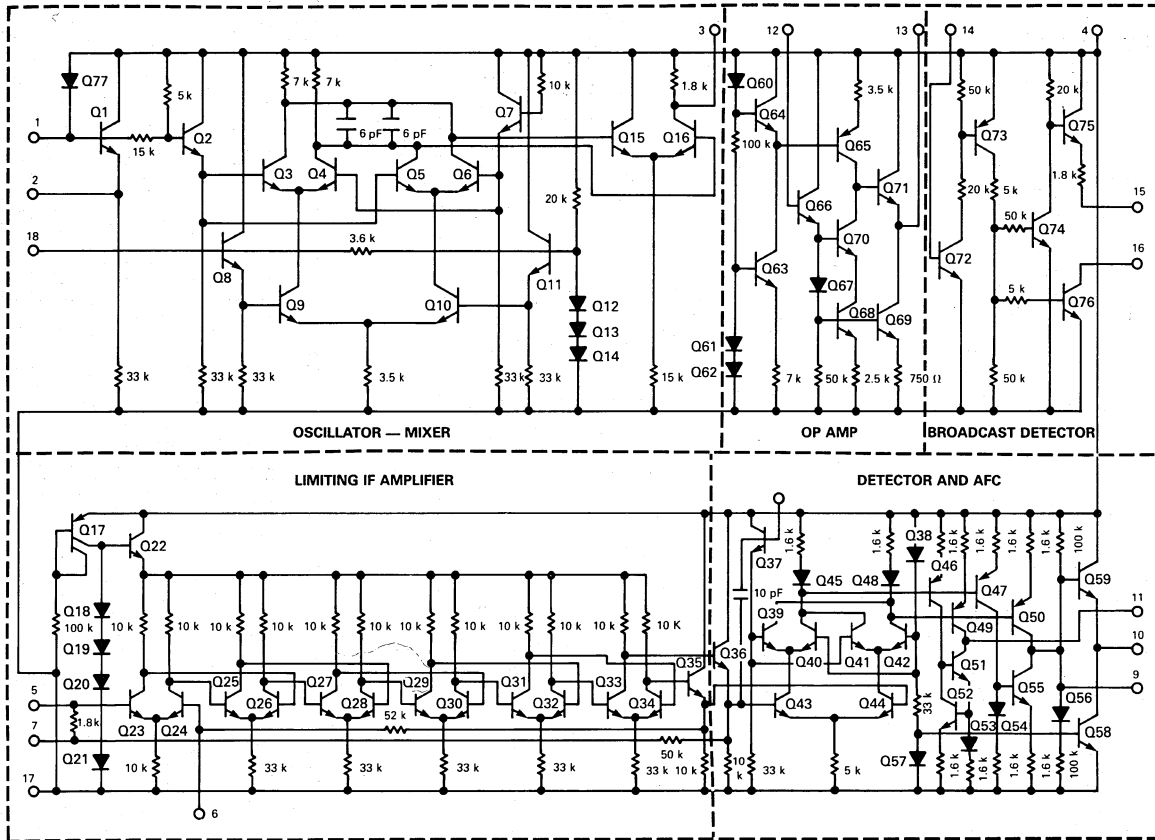 3
12
13
14
4
Q77
7 k
7 k
10 k
Q60
3.5 k
50 k
20 k
Q1
5 k
Q7
1.8 k
Q64
Q73
Q75
1
Q2
6 pF
6 pF
Q15
Q16
100 k
Q65
15 k
Q3
Q4
Q5
Q6
Q71
20 k
5 k
1.8 k
2
20 k
Q66
15
18
3.6 k
Q70
50 k
Q74
Q72
16
Q8
Q11
Q63
Q67
Q9
Q10
Q12
5 k
Q76
Q13
Q68
Q69
Q14
Q61
Q62
33 k
33 k
33 k
3.5 k
33 k
33 k
15 k
7 k
50 k
2.5 k
750 Ω
50 k
OSCILLATOR — MIXER
OP AMP
BROADCAST DETECTOR
LIMITING IF AMPLIFIER
DETECTOR AND AFC
Q17
Q22
Q37
1.6 k
1.6 k
Q38
1.6 k
1.6 k
1.6 k
1.6 k
100 k
Q46
Q59
Q18
100 k
10 k
10 k
10 k
10 k
10 k
10 k
10 k
10 k
10 k
10 k
10 k
10 K
10 pF
Q45
Q48
Q47
Q39
Q49
Q50
11
Q19
Q36
Q40
Q41
Q42
Q51
10
Q20
Q25
Q27
Q29
Q31
Q33
Q35
5
Q26
Q28
Q30
Q32
Q34
Q43
Q44
33 k
Q52
Q55
Q56
9
1.8k
Q23
Q24
52 k
Q53
Q54
7
Q21
50 k
Q57
Q58
10 k
33 k
33 k
33 k
33 k
33 k
10 k
10 k
33 k
5 k
1.6 k
1.6 k
1.6 k
1.6 k
100 k
17
6